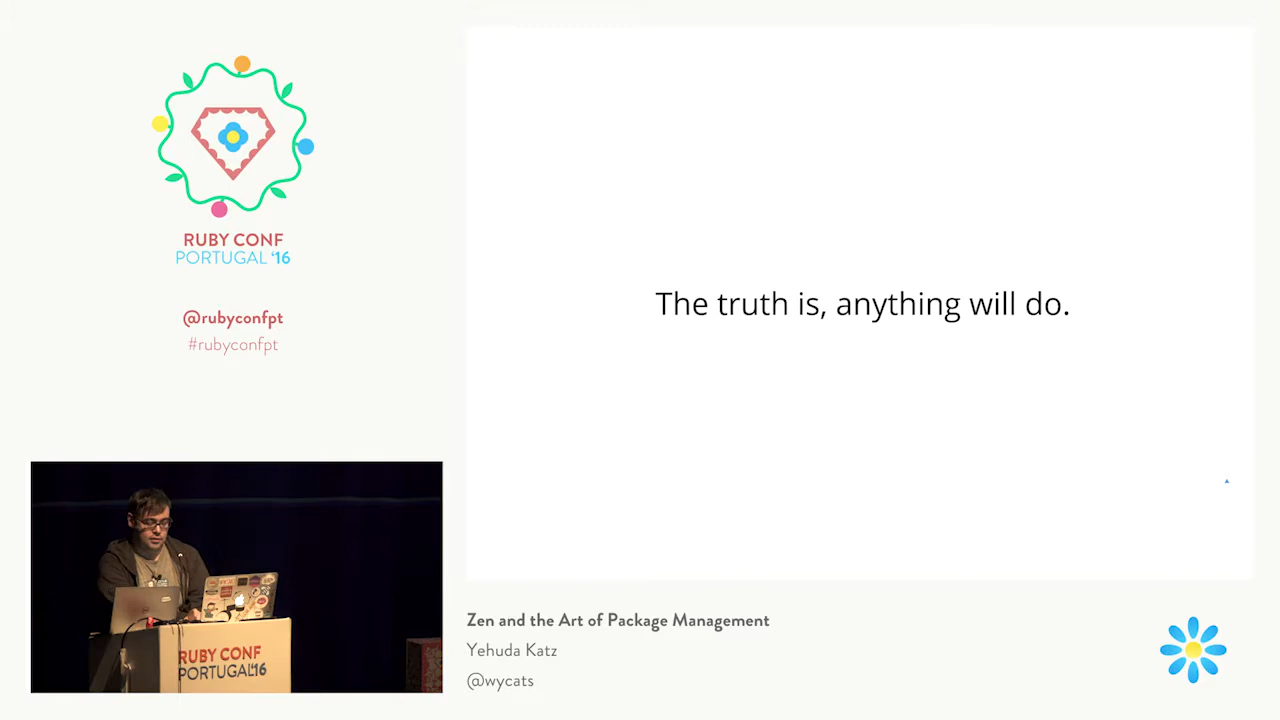 RUBY CONF
PORTUGAL ‘16
@rubyconfpt
#rubyconfpt
The truth is, anything will do.
RUBY CONF
PORTUGAL'16
Zen and the Art of Package Management
Yehuda Katz
@wycats